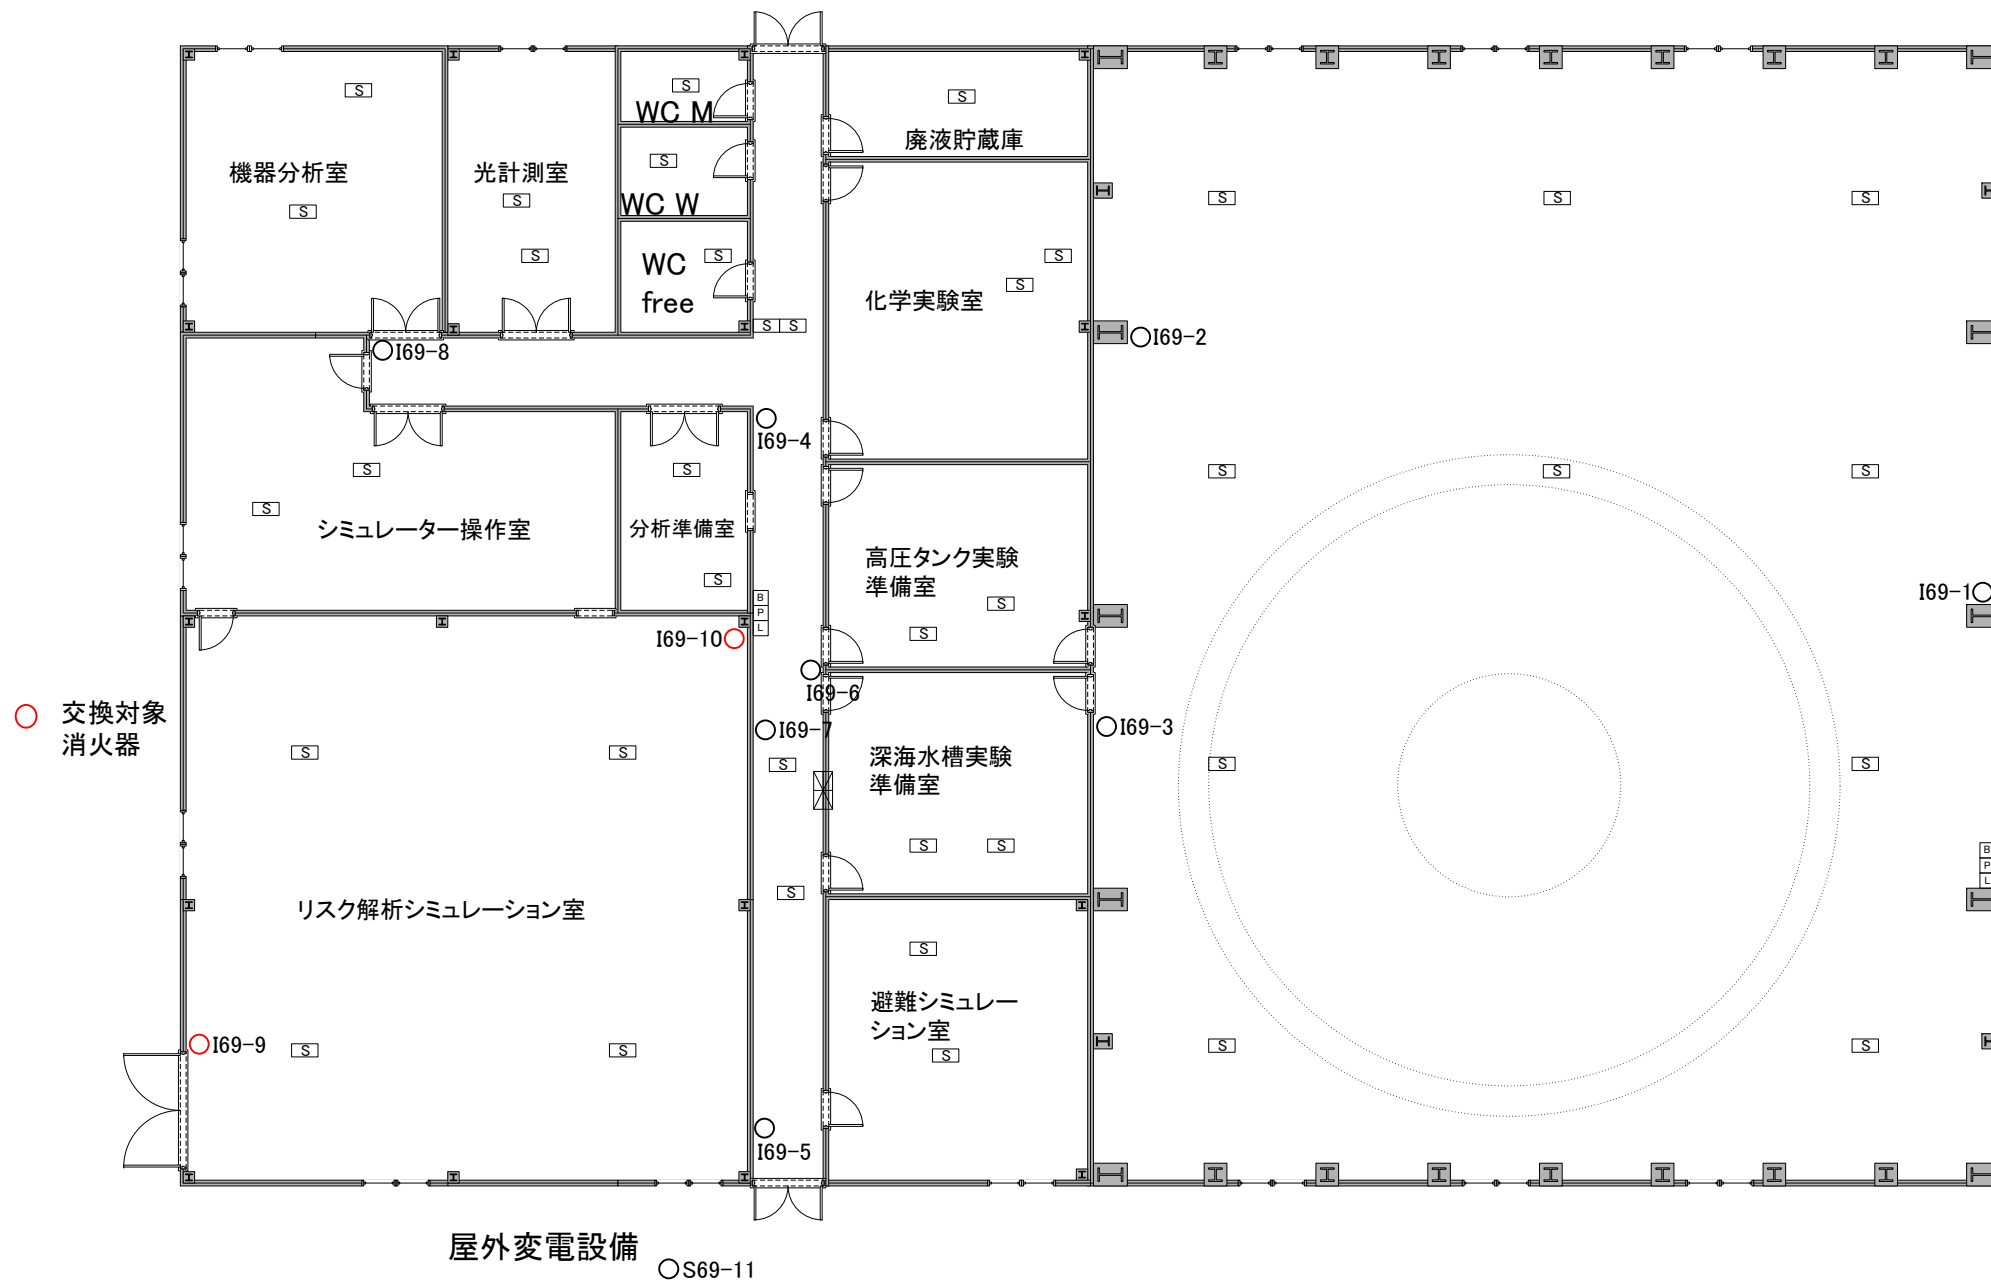 S
S
WC M
S
廃液貯蔵庫
機器分析室
光計測室
S
S
S
WC W
S
S
S
S
WC
free
S
S
S
S
化学実験室
S
S
I69-8
I69-2
I69-4
S
S
S
S
S
S
シミュレーター操作室
分析準備室
高圧タンク実験
準備室
S
S
S
B
P
L
I69-1
I69-10
I69-6
交換対象
消火器
I69-7
I69-3
S
S
S
深海水槽実験
準備室
S
S
S
S
B
P
L
S
リスク解析シミュレーション室
S
避難シミュレー
ション室
I69-9
S
S
S
S
S
I69-5
屋外変電設備
S69-11